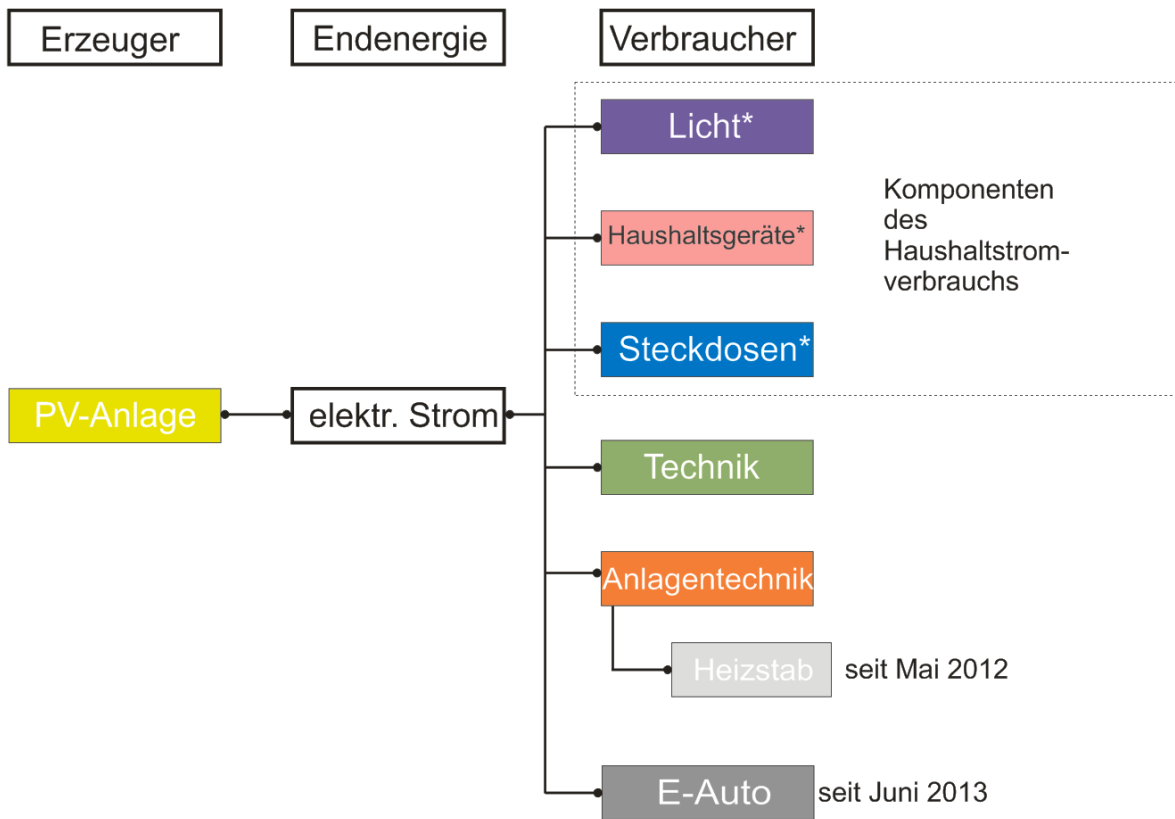 Erzeuger
Endenergie
Verbraucher
Licht*
Haushaltsgeräte*
Komponenten
des
Haushaltstrom-
verbrauchs
Steckdosen*
PV-Anlage
elektr. Strom
Technik
Anlagentechnik
Heizstab
seit Mai 2012
E-Auto
seit Juni 2013